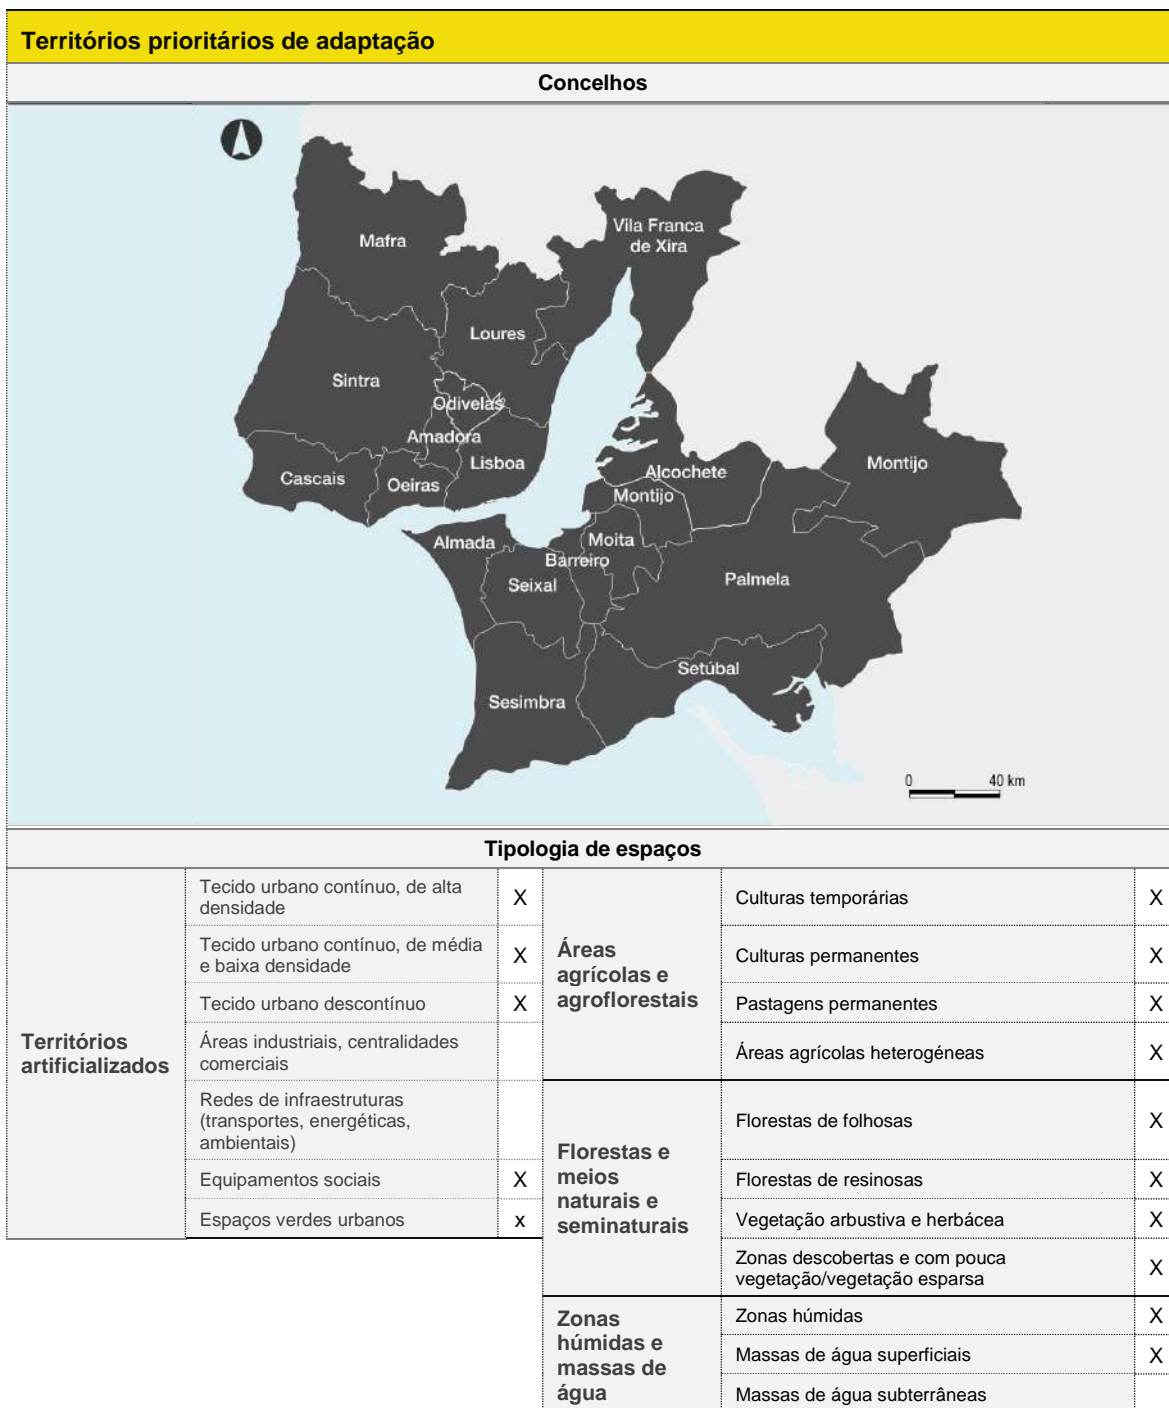 Territórios prioritários de adaptação
Concelhos
Mafra
Vila Franca
de Xira
Loures
Sintra
Odivelas
Amadora
Lisboa
Cascais
Oeiras
Alcochete
Montijo
Montijo
Almada
Moita
Barreiro
Seixal
Palmela
Setúbal
Sesimbra
0 40 km
Tipologia de espaços
Territórios
artificializados
Tecido urbano contínuo, de alta
densidade
X
Tecido urbano contínuo, de média
e baixa densidade
X
Tecido urbano descontínuo
X
Áreas industriais, centralidades
comerciais
Redes de infraestruturas
(transportes, energéticas,
ambientais)
Equipamentos sociais
X
Espaços verdes urbanos
x
Áreas
agrícolas e
agroflorestais
Culturas temporárias
X
Culturas permanentes
X
Pastagens permanentes
X
Áreas agrícolas heterogéneas
X
Florestas e
meios
naturais e
seminaturais
Florestas de folhosas
X
Florestas de resinosas
X
Vegetação arbustiva e herbácea
X
Zonas descobertas e com pouca
vegetação/vegetação esparsa
X
Zonas
húmidas e
massas de
água
Zonas húmidas
X
Massas de água superficiais
X
Massas de água subterrâneas